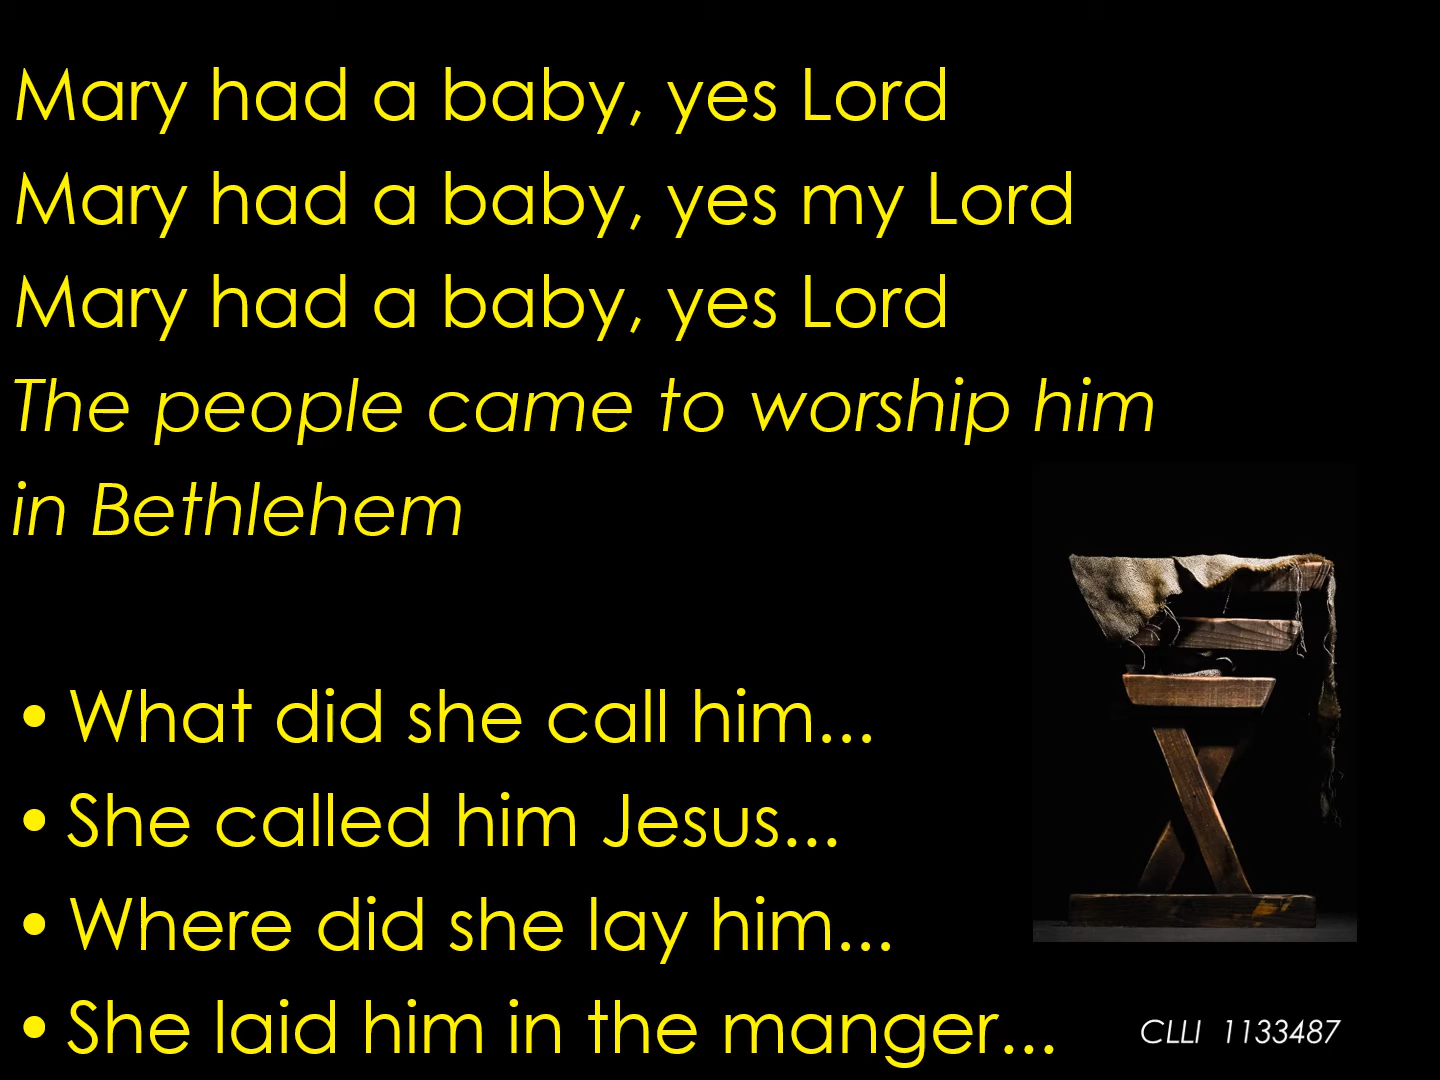 Mary had a baby, yes Lord
Mary had a baby, yes my Lord
Mary had a baby, yes Lord
The people came to worship him
in Bethlehem
• What did she call him...
• She called him Jesus...
• Where did she lay him...
• She laid him in the manger...
CLLI 1133487